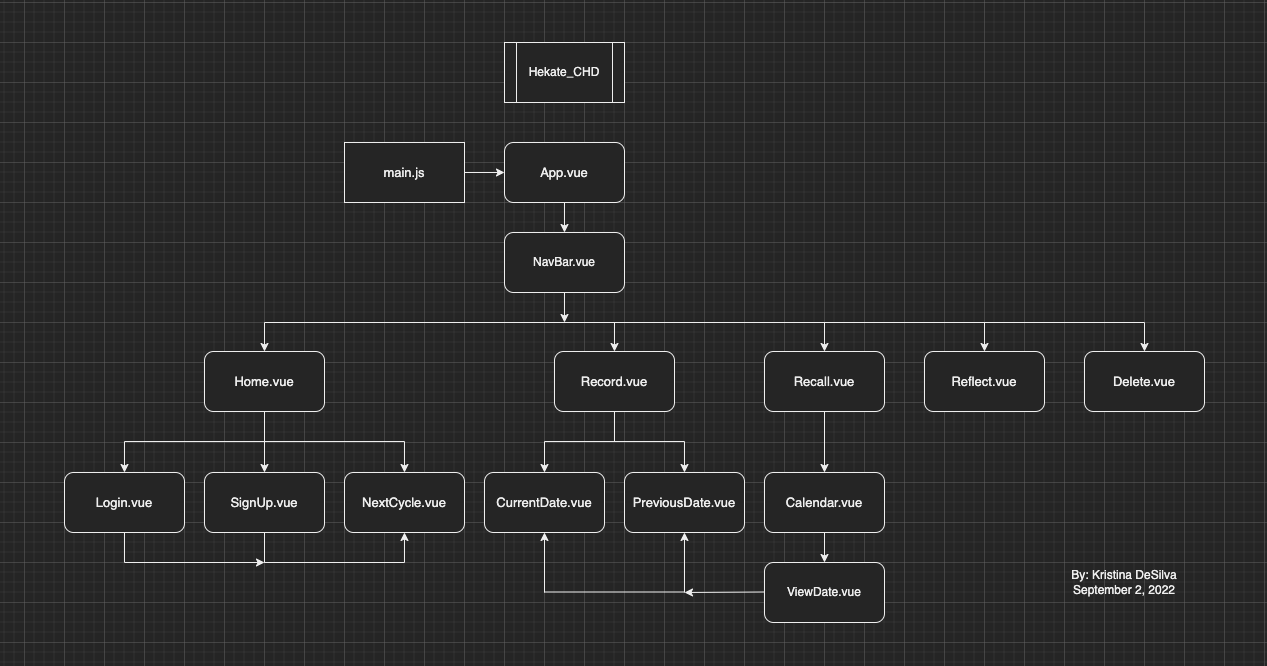 Hekate_CHD
main.js
App.vue
NavBar.vue
Home.vue
Record.vue
Recall.vue
Reflect.vue
Delete.vue
Login.vue
SignUp.vue
NextCycle.vue
CurrentDate.vue
PreviousDate.vue
Calendar.vue
ViewDate.vue
By: Kristina DeSilva
September 2, 2022